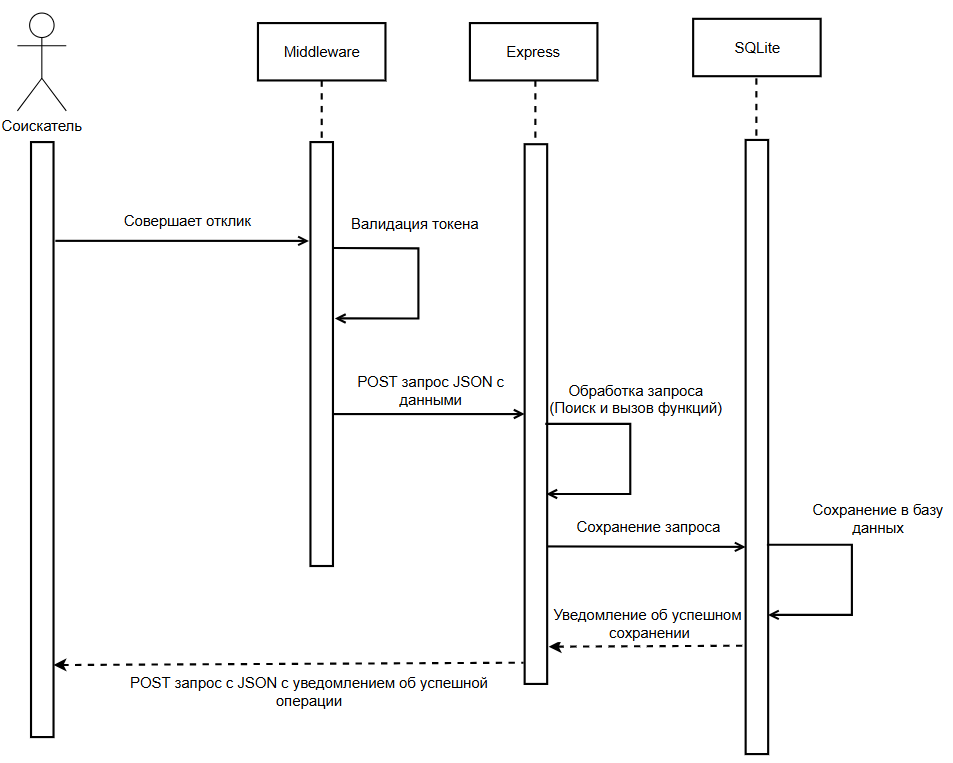 Middleware
Express
SQLite
Соискатель
Совершает отклик
Валидация токена
POST запрос JSON с
данными
Обработка запроса
(Поиск и вызов функций)
Сохранение запроса
Сохранение в базу
данных
Уведомление об успешном
сохранении
POST запрос с JSON с уведомлением об успешной
операции